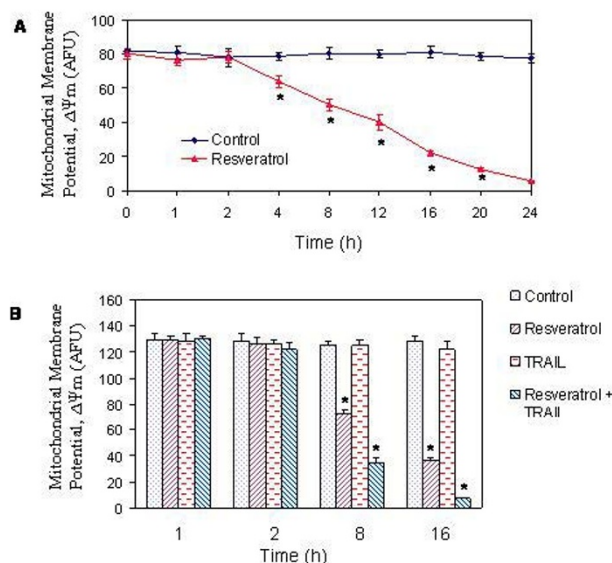 A
Mitochondrial Membrane
Potential, ΔΨm (AFU)
100
80
60
40
20
0
Control
Resveratrol
*
*
*
*
*
0
1
2
4
8
12
16
20
24
Time (h)
B
Mitochondrial Membrane
Potential, ΔΨm (AFU)
160
140
120
100
80
60
40
20
0
*
*
*
*
1
2
8
16
Time (h)
Control
Resveratrol
TRAIL
Resveratrol +
TRAIl